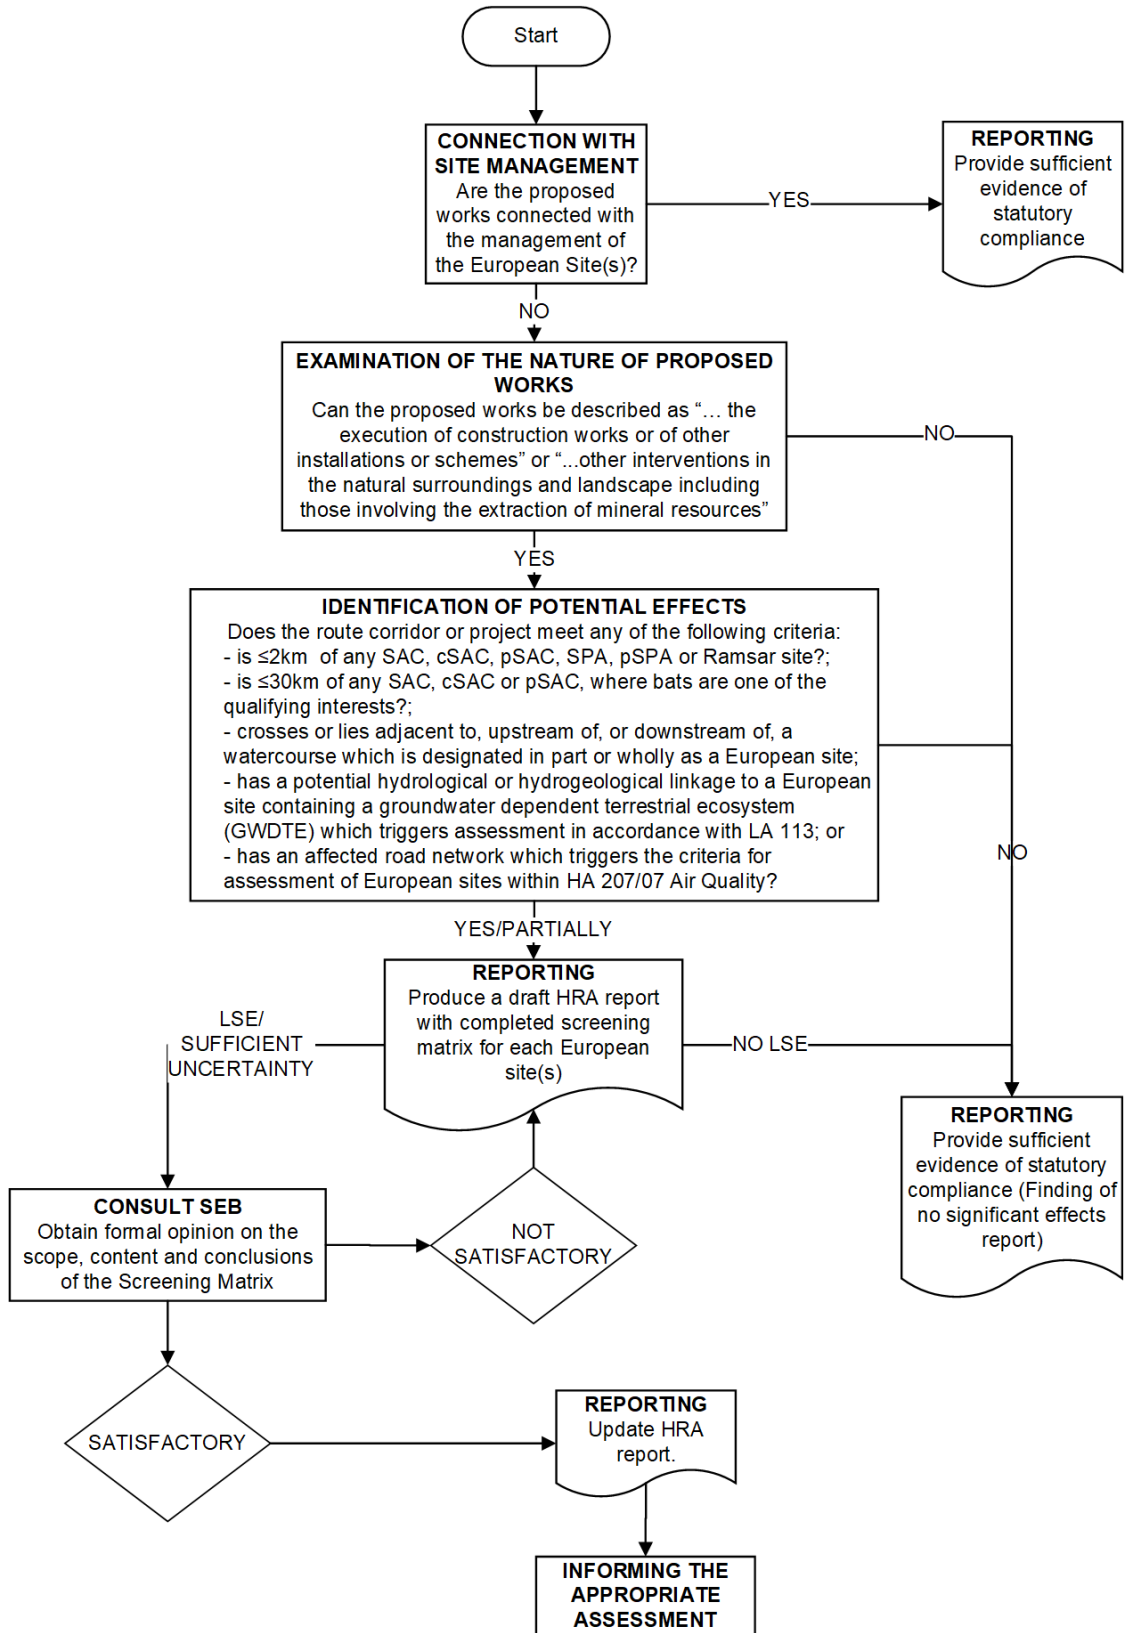 Start
CONNECTION WITH
SITE MANAGEMENT
Are the proposed
works connected with
the management of
the European Site(s)?
YES
REPORTING
Provide sufficient
evidence of
statutory
compliance
NO
EXAMINATION OF THE NATURE OF PROPOSED
WORKS
Can the proposed works be described as “… the
execution of construction works or of other
installations or schemes” or “...other interventions in
the natural surroundings and landscape including
those involving the extraction of mineral resources”
NO
YES
IDENTIFICATION OF POTENTIAL EFFECTS
Does the route corridor or project meet any of the following criteria:
- is ≤2km of any SAC, cSAC, pSAC, SPA, pSPA or Ramsar site?;
- is ≤30km of any SAC, cSAC or pSAC, where bats are one of the
qualifying interests?;
- crosses or lies adjacent to, upstream of, or downstream of, a
watercourse which is designated in part or wholly as a European site;
- has a potential hydrological or hydrogeological linkage to a European
site containing a groundwater dependent terrestrial ecosystem
(GWDTE) which triggers assessment in accordance with LA 113; or
- has an affected road network which triggers the criteria for
assessment of European sites within HA 207/07 Air Quality?
NO
YES/PARTIALLY
REPORTING
Produce a draft HRA report
with completed screening
matrix for each European
site(s)
LSE/
SUFFICIENT
UNCERTAINTY
NO LSE
REPORTING
Provide sufficient
evidence of statutory
compliance (Finding of
no significant effects
report)
CONSULT SEB
Obtain formal opinion on the
scope, content and conclusions
of the Screening Matrix
NOT
SATISFACTORY
SATISFACTORY
REPORTING
Update HRA
report.
INFORMING THE
APPROPRIATE
ASSESSMENT